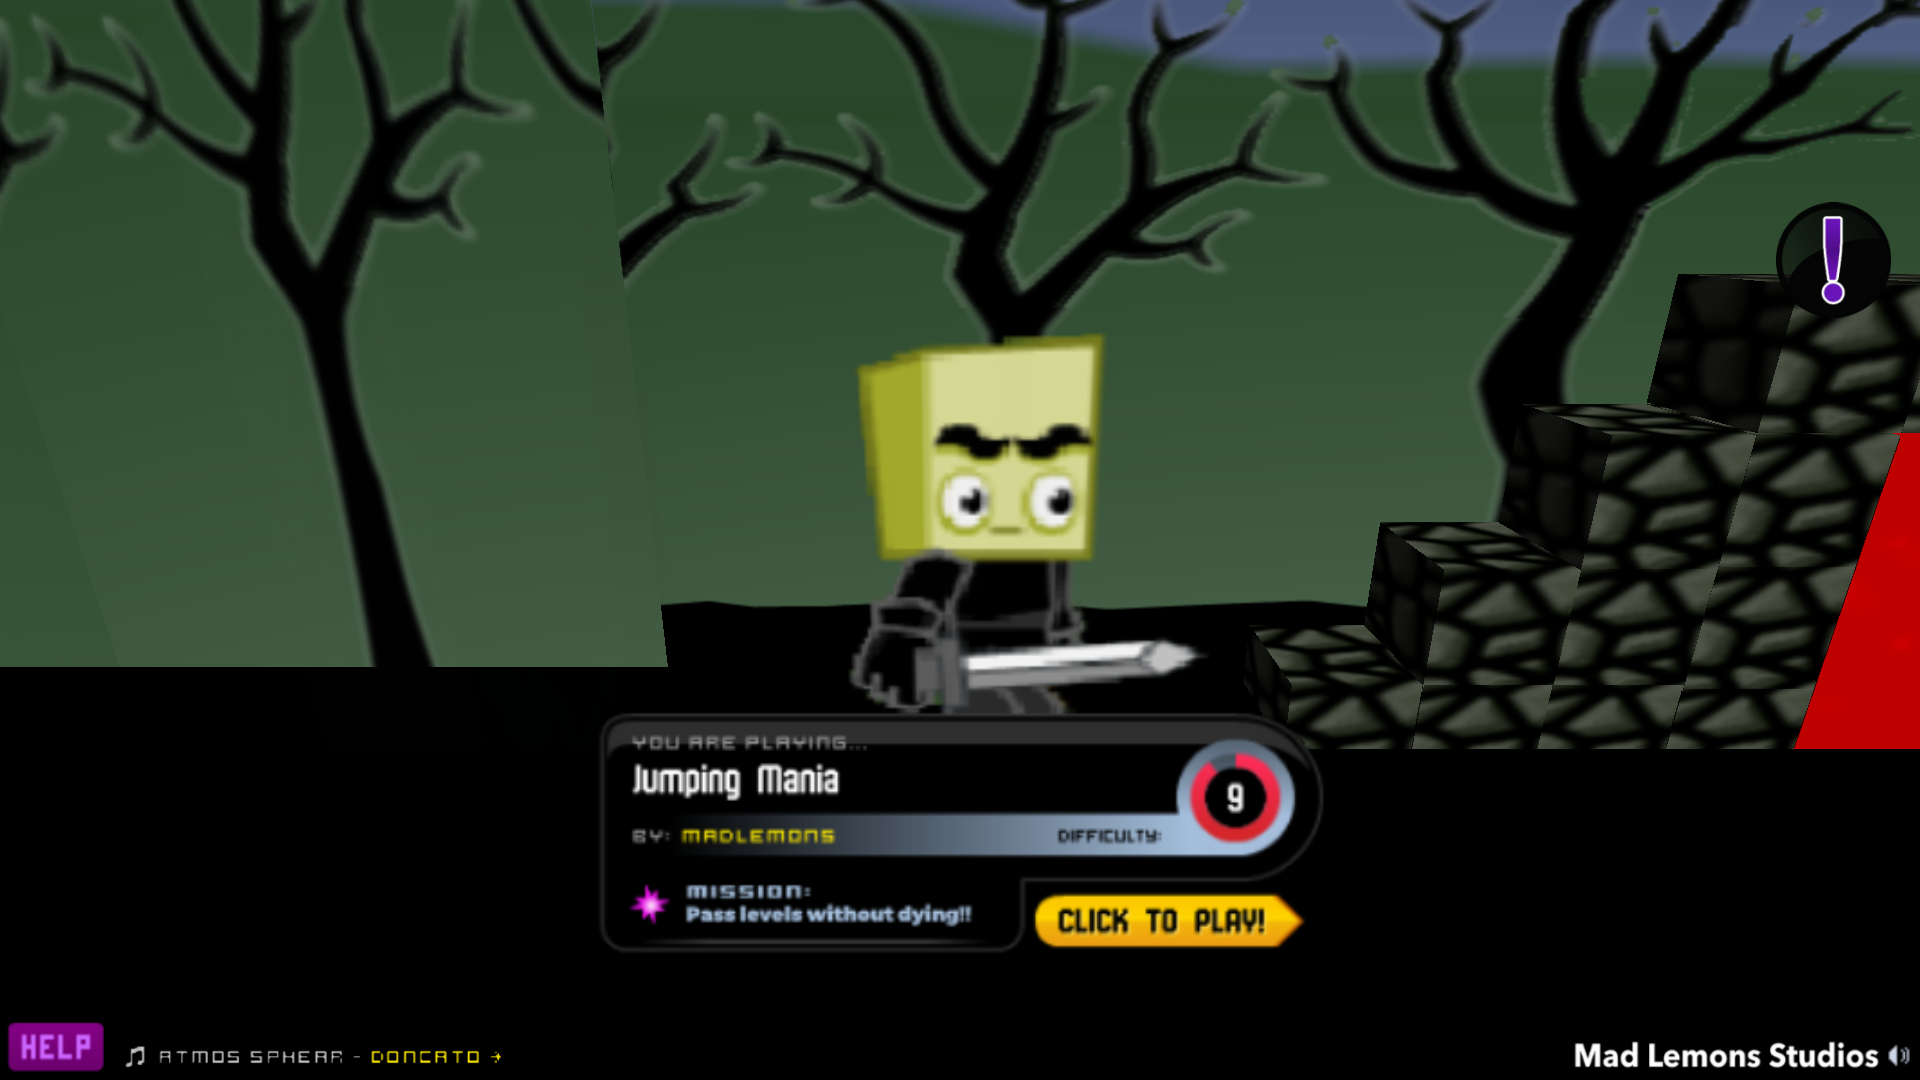 YOU ARE PLAYING...
Jumping Mania
9
BY: MADLEMONS
DIFFICULTY:
MISSION:
Pass levels without dying!!
CLICK TO PLAY!
HELP
ATMOS SPHEAR - DONCATO
Mad Lemons Studios